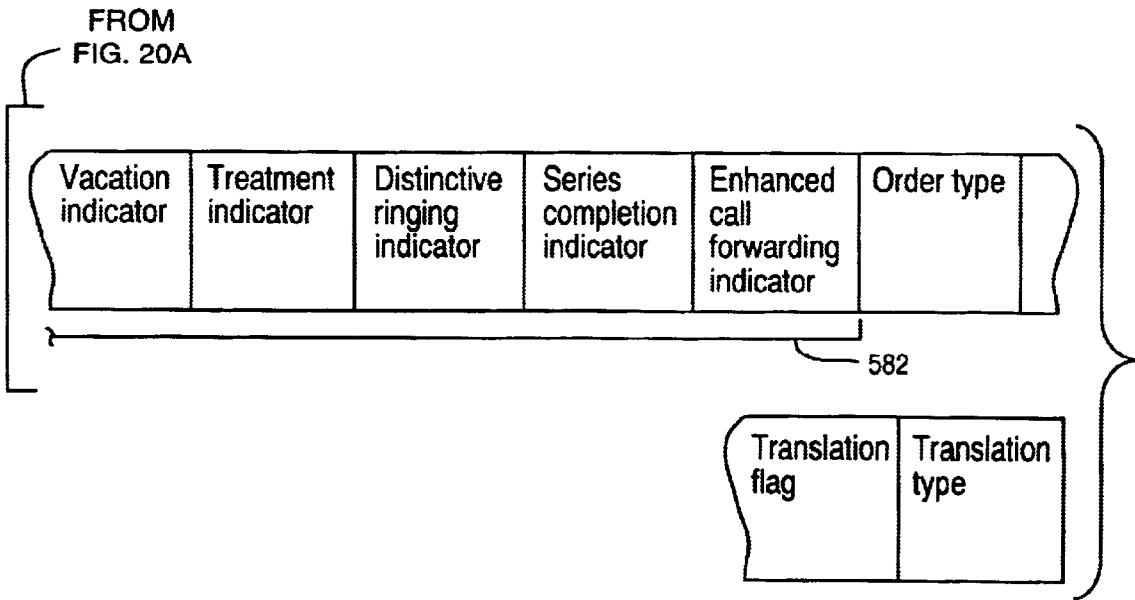 FROM
FIG. 20A
Vacation
indicator
Treatment
indicator
Distinctive
ringing
indicator
Series
completion
indicator
Enhanced
call
forwarding
indicator
Order type
582
Translation
flag
Translation
type